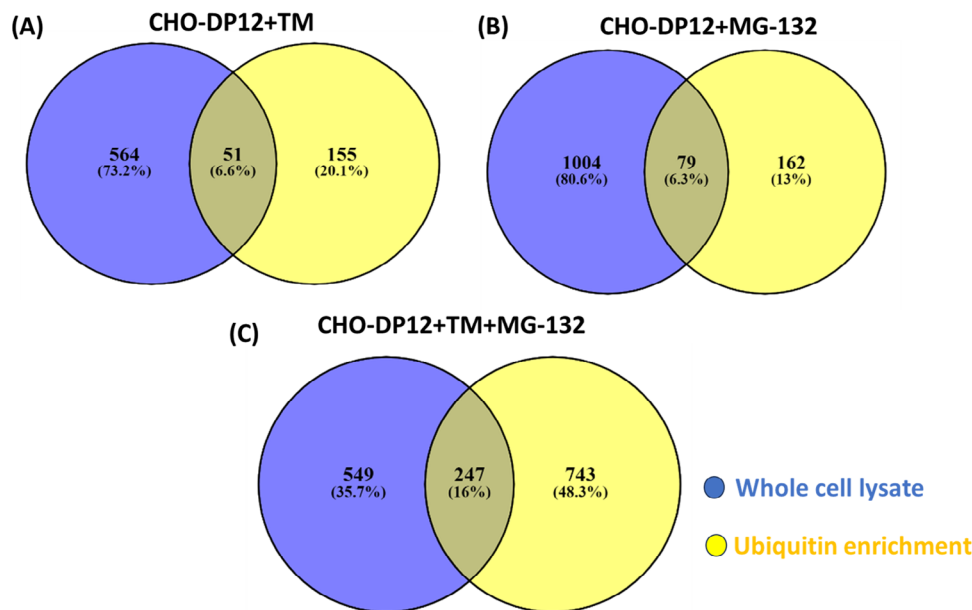 (A)
CHO-DP12+TM
564
(73.2%)
51
(6.6%)
155
(20.1%)
(B)
CHO-DP12+MG-132
1004
(80.6%)
79
(6.3%)
162
(13%)
(C)
CHO-DP12+TM+MG-132
549
(35.7%)
247
(16%)
743
(48.3%)
Whole cell lysate
Ubiquitin enrichment